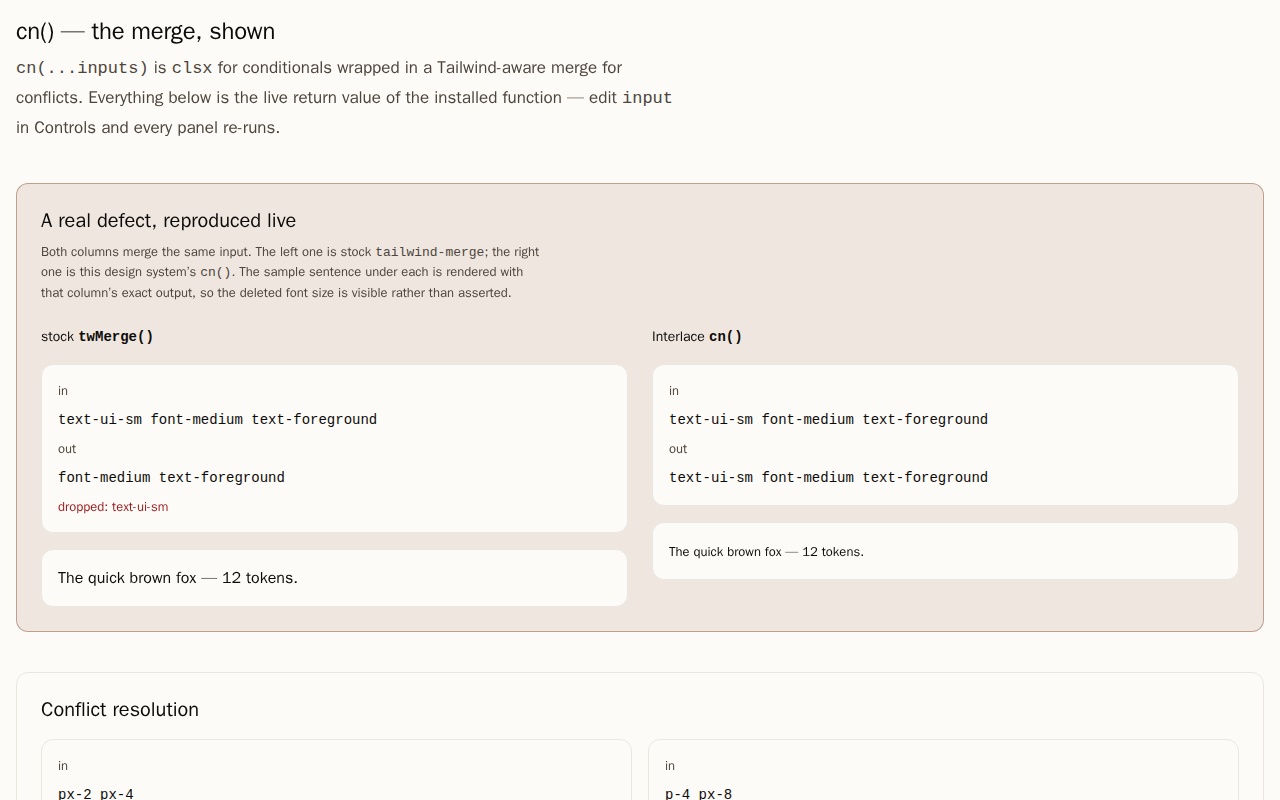 cn() — the merge, shown
cn(...inputs) is clsx for conditionals wrapped in a Tailwind-aware merge for
conflicts. Everything below is the live return value of the installed function — edit input
in Controls and every panel re-runs.
A real defect, reproduced live
Both columns merge the same input. The left one is stock tailwind-merge; the right
one is this design system's cn(). The sample sentence under each is rendered with
that column's exact output, so the deleted font size is visible rather than asserted.
stock twMerge()
in
text-ui-sm font-medium text-foreground
out
font-medium text-foreground
dropped: text-ui-sm
The quick brown fox — 12 tokens.
Interlace cn()
in
text-ui-sm font-medium text-foreground
out
text-ui-sm font-medium text-foreground
The quick brown fox — 12 tokens.
Conflict resolution
in
px-2 px-4
in
p-4 px-8